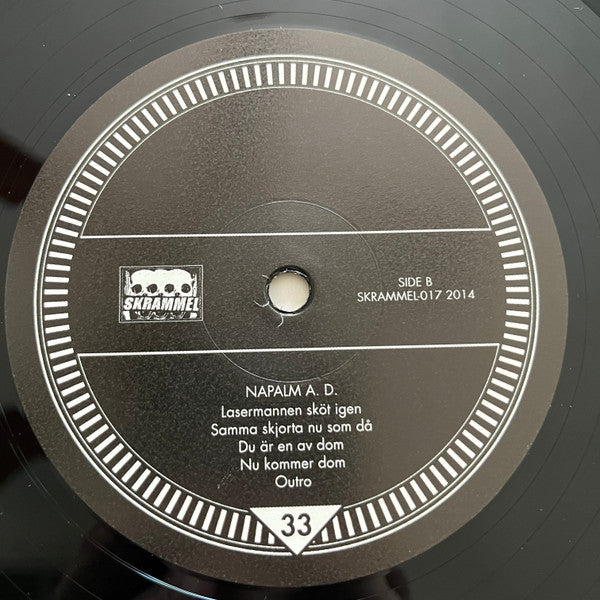 SKRAMMEL
SIDE B
SKRAMMEL-017 2014
NAPALM A. D.
Lasermannen sköt igen
Samma skjorta nu som då
Du är en av dom
Nu kommer dom
Outro
33